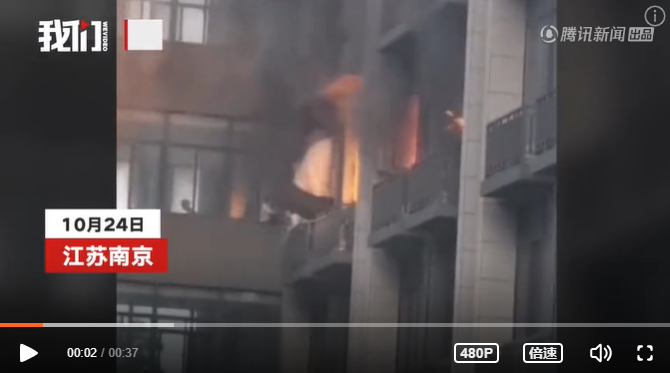 我们 WEVIDEO
腾讯新闻 出品
10月24日
江苏南京
00:02 / 00:37
480P
倍速